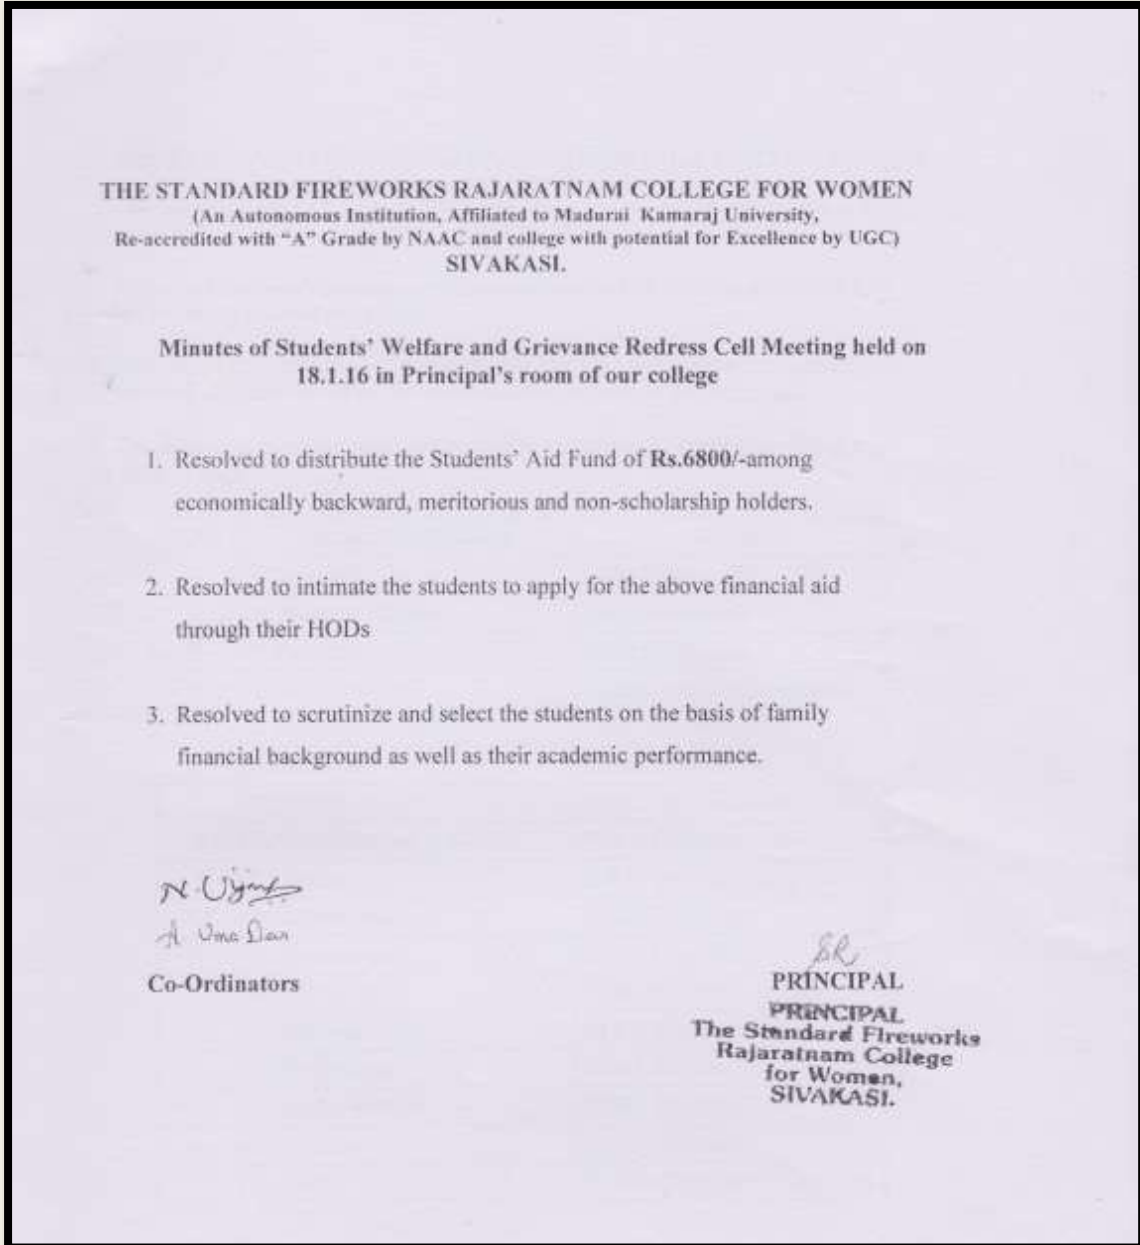 THE STANDARD FIREWORKS RAJARATNAM COLLEGE FOR WOMEN
(An Autonomous Institution, Affiliated to Madurai Kamaraj University,
Re-accredited with “A” Grade by NAAC and college with potential for Excellence by UGC)
SIVAKASI.
Minutes of Students’ Welfare and Grievance Redress Cell Meeting held on
18.1.16 in Principal’s room of our college
1. Resolved to distribute the Students’ Aid Fund of Rs.6800/-among
economically backward, meritorious and non-scholarship holders.
2. Resolved to intimate the students to apply for the above financial aid
through their HODs
3. Resolved to scrutinize and select the students on the basis of family
financial background as well as their academic performance.
N
A
Co-Ordinators
PRINCIPAL
PRINCIPAL
The Standard Fireworks
Rajaratnam College
for Women,
SIVAKASI.